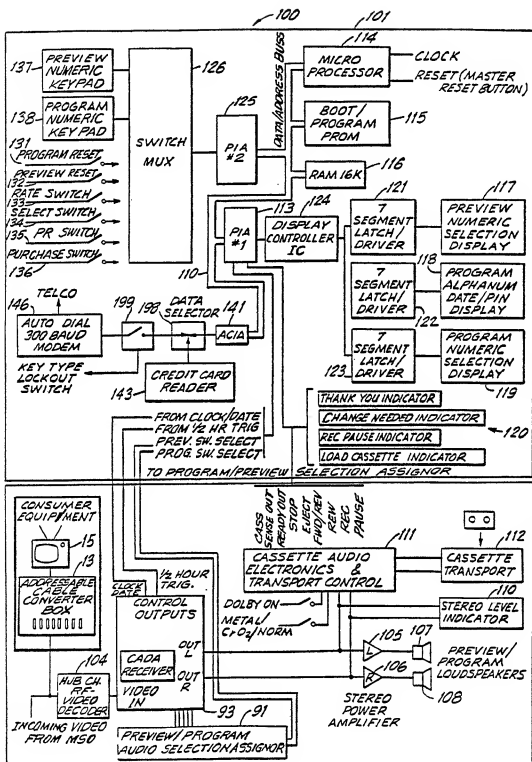 100
101
137
PREVIEW
NUMERIC
KEYPAD
138
PROGRAM
NUMERIC
KEYPAD
131
PROGRAM RESET
PREVIEW RESET
132
RATE SWITCH
133
SELECT SWITCH
134
135
PR SWITCH
PURCHASE SWITCH
136
126
SWITCH
MUX
125
PIA
#2
DATA/ADDRESS BUSS
114
MICRO
PROCESSOR
CLOCK
RESET (MASTER
RESET BUTTON)
BOOT/
PROGRAM
PROM
115
RAM 16K
116
113
PIA
#1
110
124
DISPLAY
CONTROLLER
IC
121
7
SEGMENT
LATCH/
DRIVER
117
PREVIEW
NUMERIC
SELECTION
DISPLAY
7
SEGMENT
LATCH/
DRIVER
122
118
PROGRAM
ALPHANUM
DATE/PIN
DISPLAY
7
SEGMENT
LATCH/
DRIVER
123
PROGRAM
NUMERIC
SELECTION
DISPLAY
119
TELCO
146
AUTO DIAL
300 BAUD
MODEM
199
198
DATA
SELECTOR
141
ACIA
KEY TYPE
LOCKOUT
SWITCH
143
CREDIT CARD
READER
THANK YOU INDICATOR
CHANGE NEEDED INDICATOR
REC PAUSE INDICATOR
LOAD CASSETTE INDICATOR
120
FROM CLOCK/DATE
FROM 1/2 HR TRIG
PREV. SW. SELECT
PROG. SW. SELECT
TO PROGRAM/PREVIEW SELECTION ASSIGNOR
CONSUMER
EQUIPMENT
15
13
ADDRESSABLE
CABLE
CONVERTER
BOX
104
HUB CH.
RF-
VIDEO
DECODER
INCOMING VIDEO
FROM MSO
CLOCK
DATE
1/2 HOUR
TRIG.
CONTROL
OUTPUTS
CADA
RECEIVER
VIDEO
IN
OUT
L
OUT
R
93
91
PREVIEW/PROGRAM
AUDIO SELECTION ASSIGNOR
CASS
SENSE OUT
READY OUT
STOP
EJECT
FWD/REV
REW
REC
PAUSE
111
CASSETTE AUDIO
ELECTRONICS &
TRANSPORT CONTROL
112
CASSETTE
TRANSPORT
110
STEREO LEVEL
INDICATOR
DOLBY ON
METAL/
CrO2/NORM
105
L
107
106
R
108
PREVIEW/
PROGRAM
LOUDSPEAKERS
STEREO
POWER
AMPLIFIER